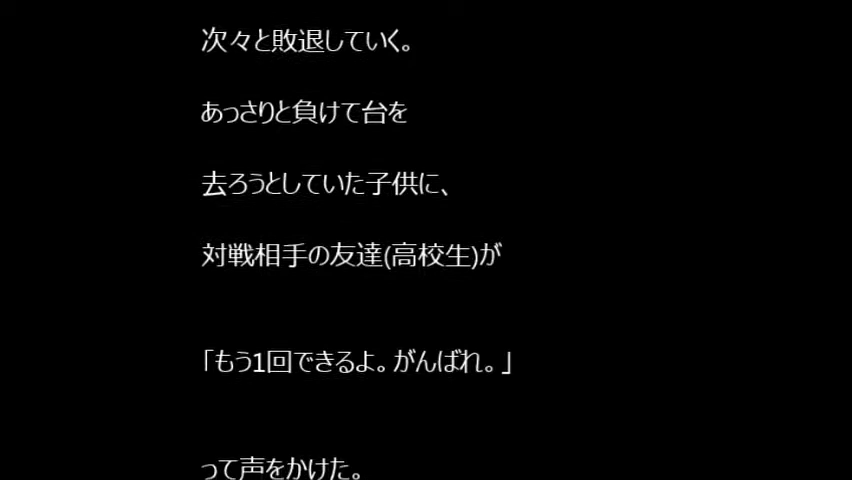 次々と敗退していく。
あっさりと負けて台を
去ろうとしていた子供に、
対戦相手の友達(高校生)が
「もう1回できるよ。がんばれ。」
って声をかけた。